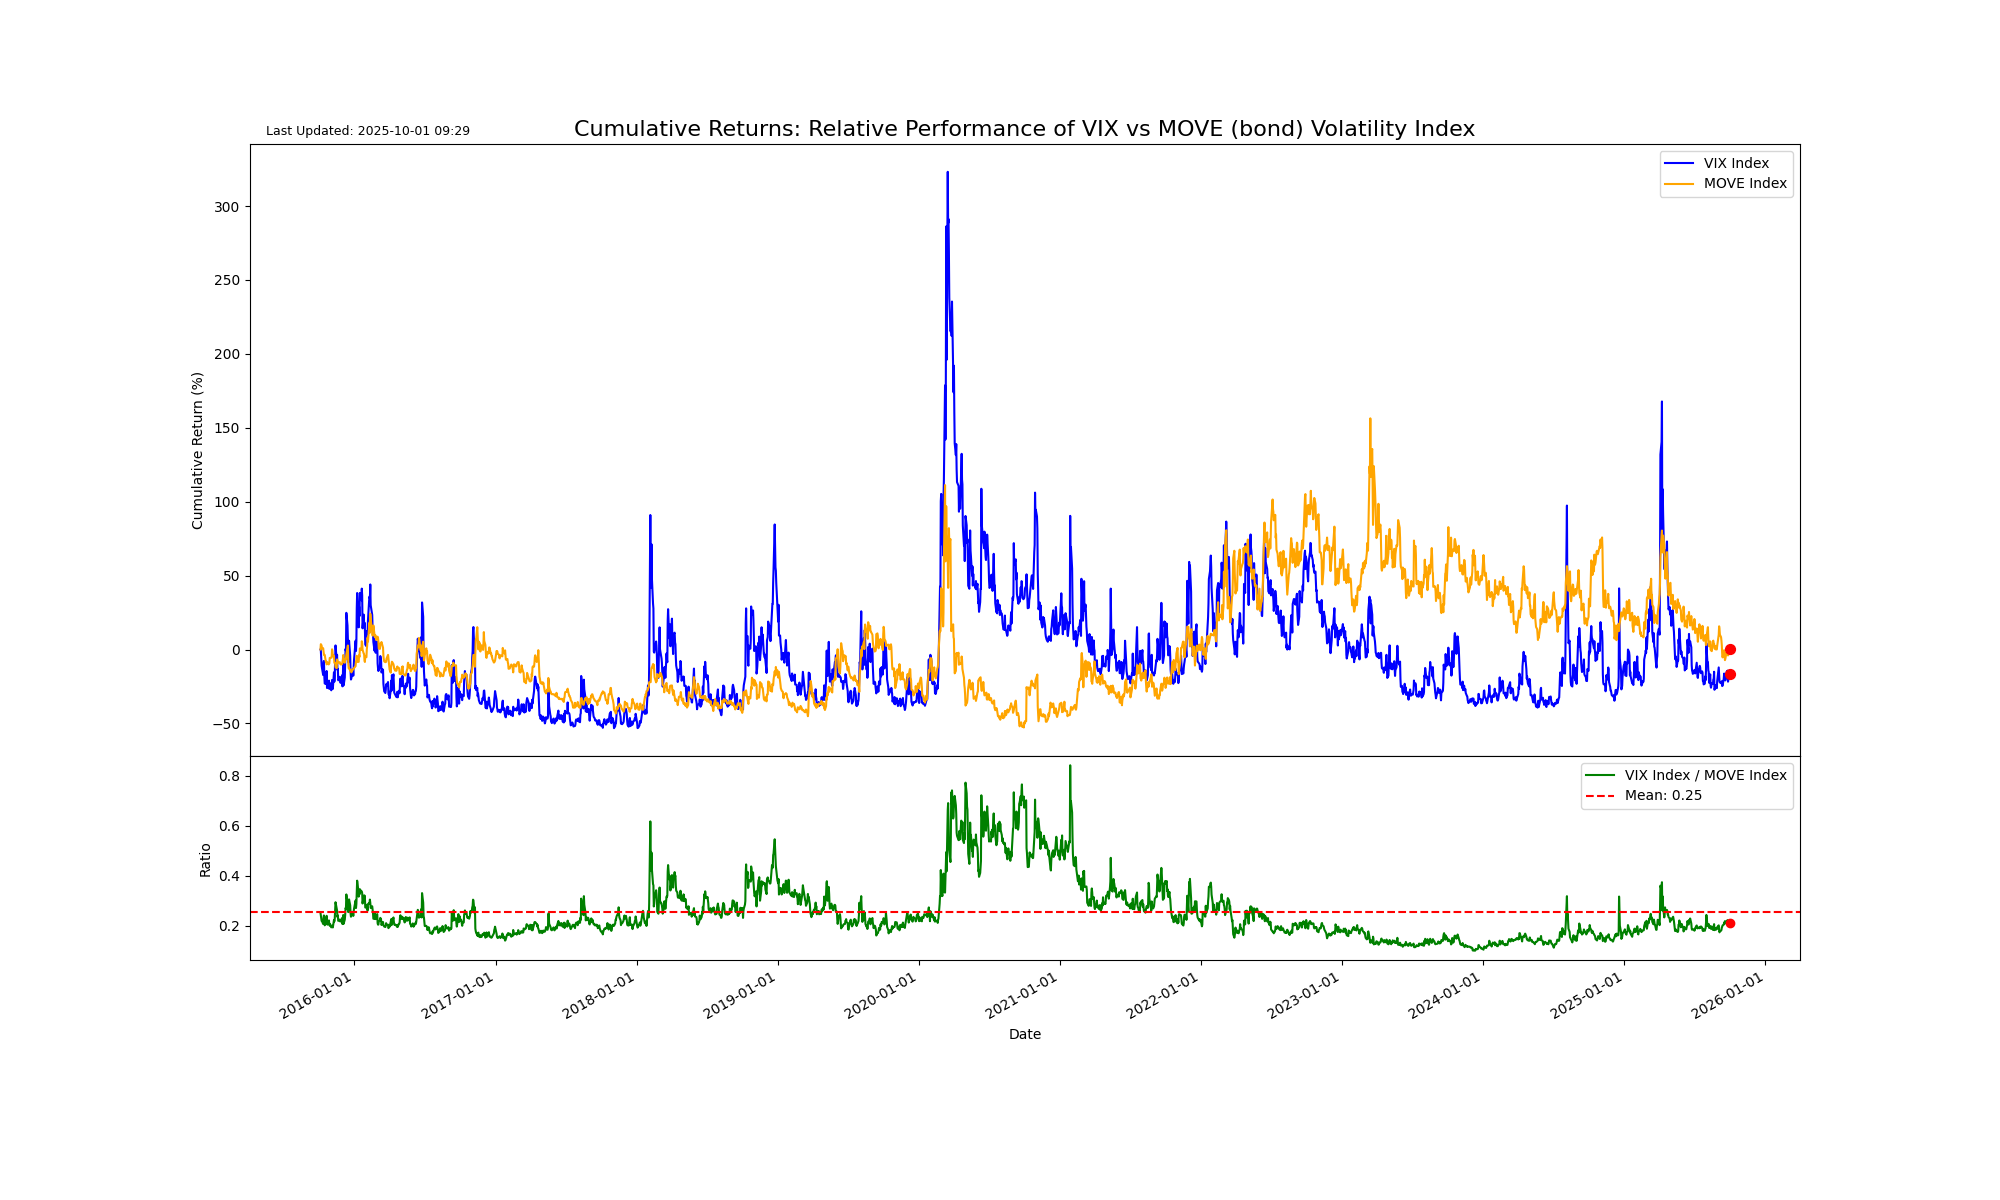 Last Updated: 2025-10-01 09:29
Cumulative Returns: Relative Performance of VIX vs MOVE (bond) Volatility Index
VIX Index
MOVE Index
Cumulative Return (%)
300
250
200
150
100
50
0
−50
VIX Index / MOVE Index
Mean: 0.25
Ratio
0.8
0.6
0.4
0.2
2016-01-01
2017-01-01
2018-01-01
2019-01-01
2020-01-01
2021-01-01
2022-01-01
2023-01-01
2024-01-01
2025-01-01
2026-01-01
Date